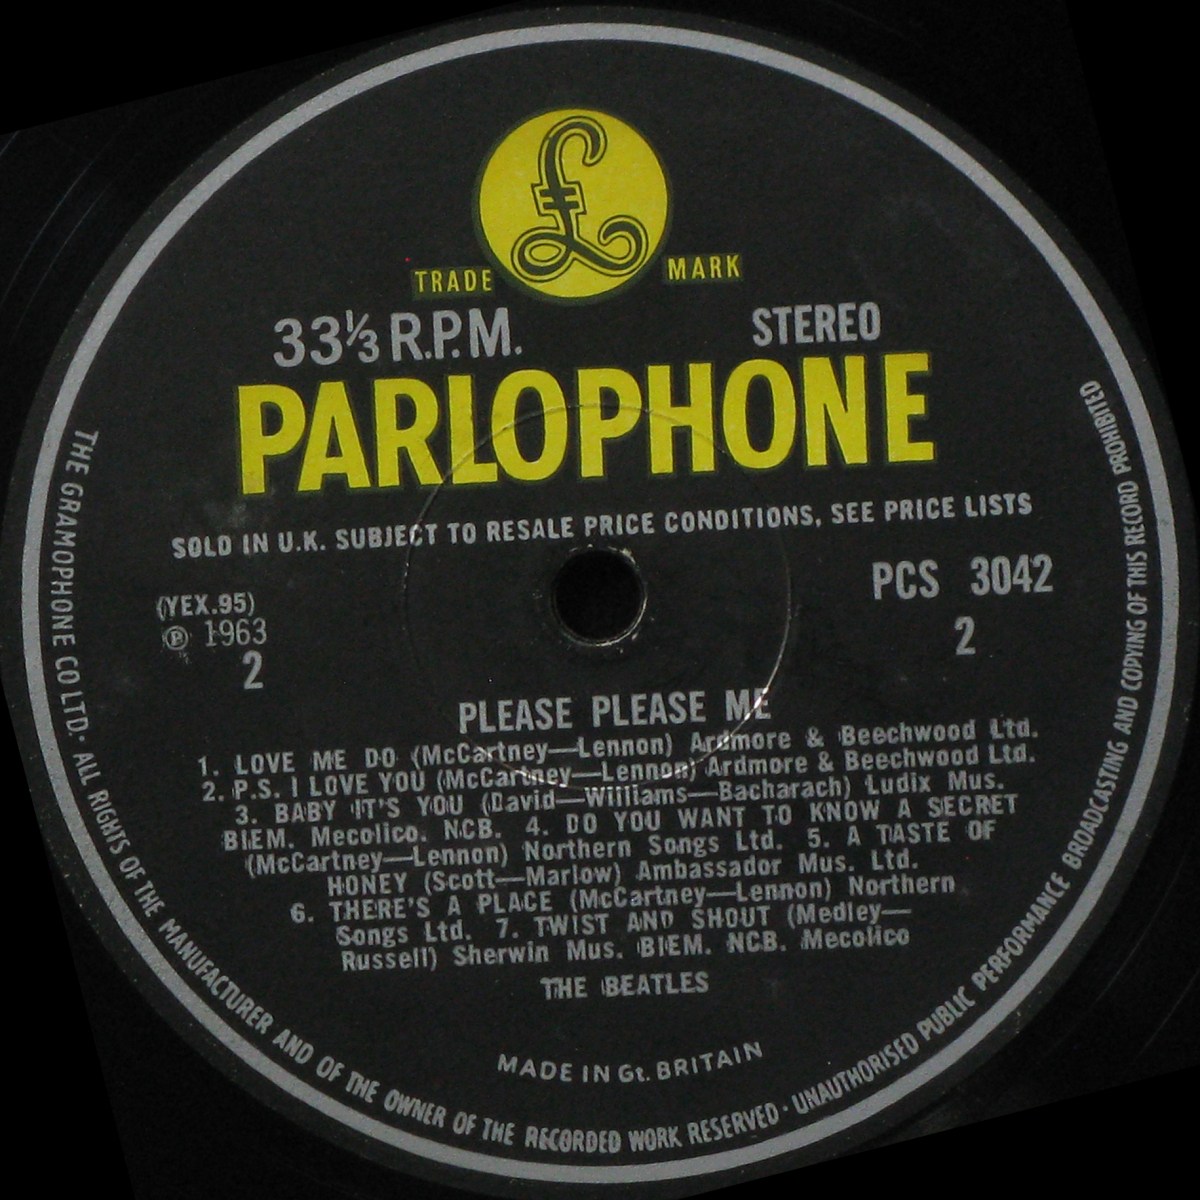 £
TRADE MARK
33⅓ R.P.M. STEREO
PARLOPHONE
SOLD IN U.K. SUBJECT TO RESALE PRICE CONDITIONS, SEE PRICE LISTS
(YEX.95) PCS 3042
℗ 1963 2
2
PLEASE PLEASE ME
1. LOVE ME DO (McCartney—Lennon) Ardmore & Beechwood Ltd.
2. P.S. I LOVE YOU (McCartney—Lennon) Ardmore & Beechwood Ltd.
3. BABY IT'S YOU (David—Williams—Bacharach) Ludix Mus.
BIEM. Mecolico. NCB. 4. DO YOU WANT TO KNOW A SECRET
(McCartney—Lennon) Northern Songs Ltd. 5. A TASTE OF
HONEY (Scott—Marlow) Ambassador Mus. Ltd.
6. THERE'S A PLACE (McCartney—Lennon) Northern
Songs Ltd. 7. TWIST AND SHOUT (Medley—
Russell) Sherwin Mus. BIEM. NCB. Mecolico
THE BEATLES
MADE IN Gt. BRITAIN
THE GRAMOPHONE CO LTD. · ALL RIGHTS OF THE MANUFACTURER AND OF THE OWNER OF THE RECORDED WORK RESERVED · UNAUTHORISED PUBLIC PERFORMANCE BROADCASTING AND COPYING OF THIS RECORD PROHIBITED